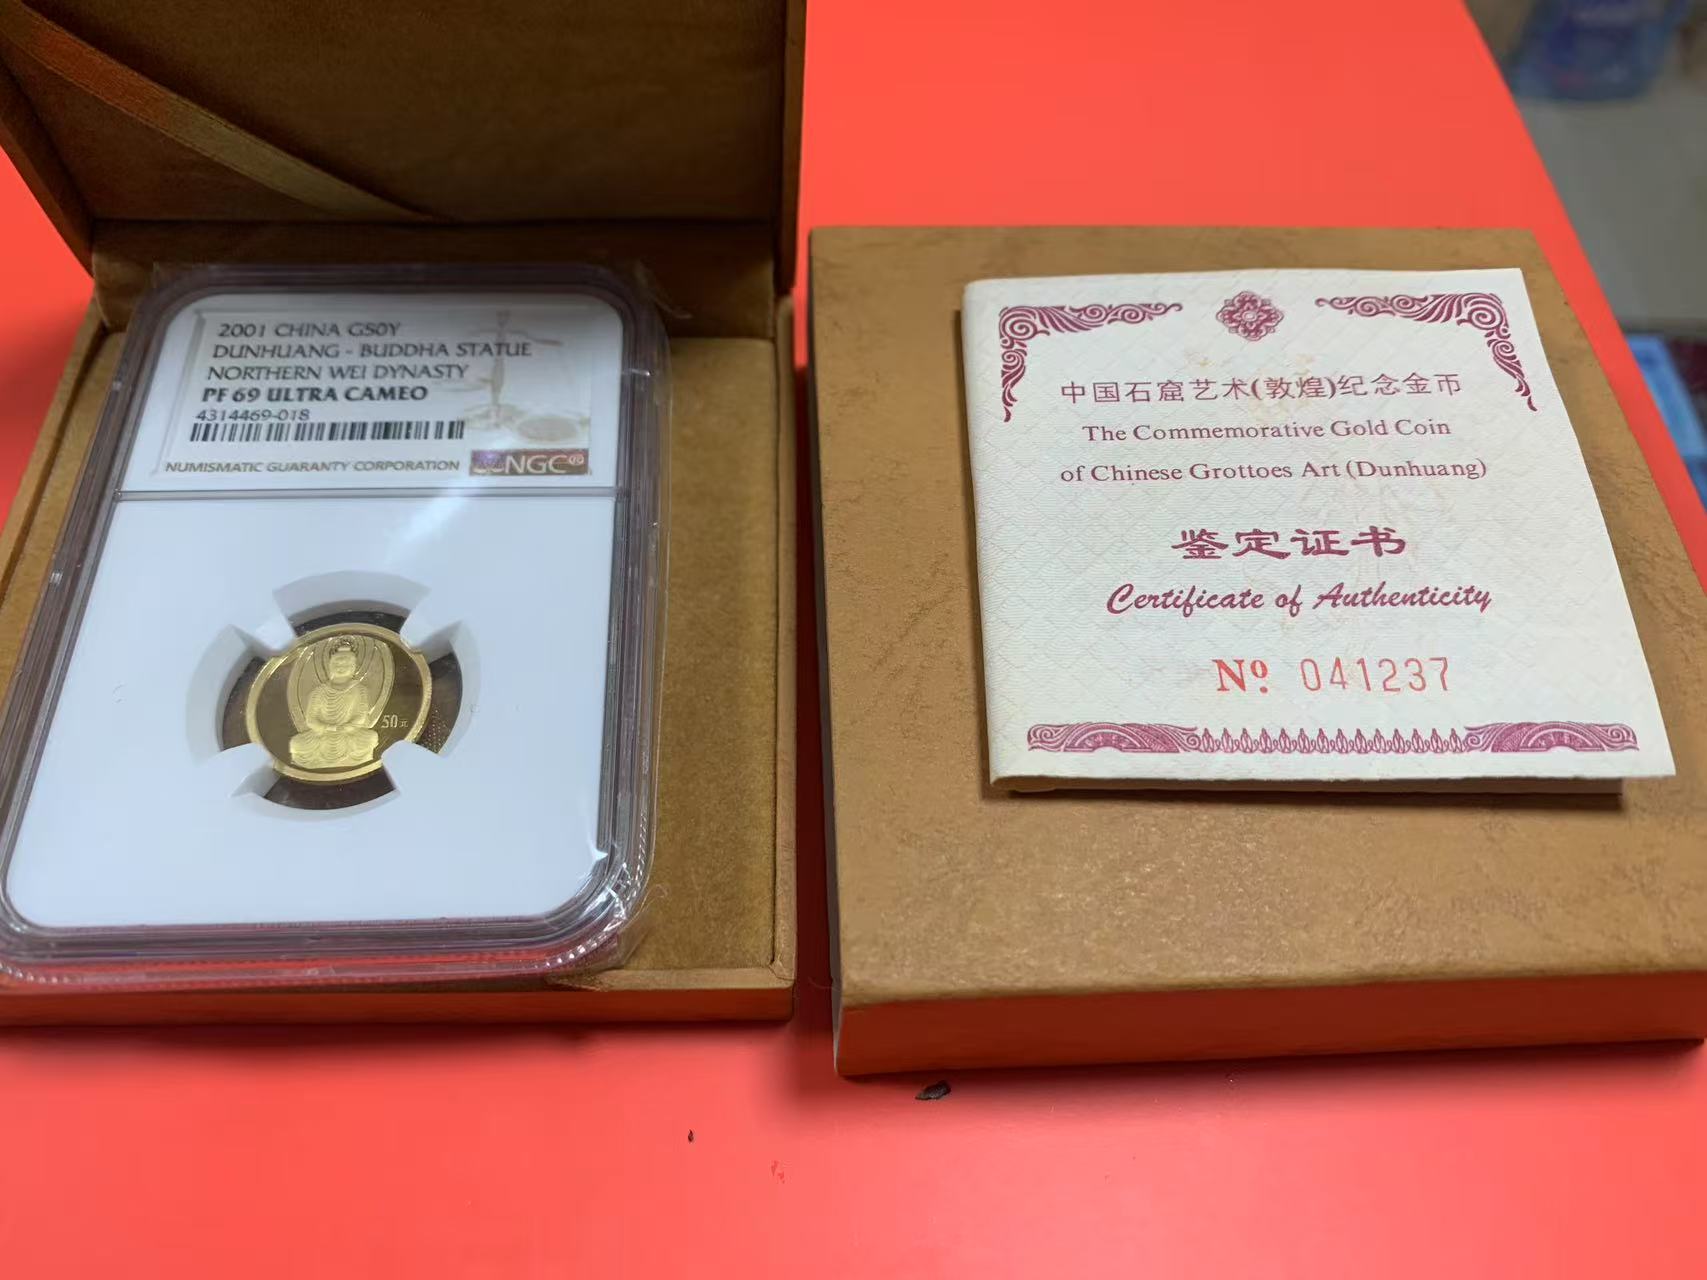 2001 CHINA G50Y
DUNHUANG - BUDDHA STATUE
NORTHERN WEI DYNASTY
PF 69 ULTRA CAMEO
4314469-018
NUMISMATIC GUARANTY CORPORATION
NGC
50元
中国石窟艺术(敦煌)纪念金币
The Commemorative Gold Coin
of Chinese Grottoes Art (Dunhuang)
鉴定证书
Certificate of Authenticity
Nº 041237